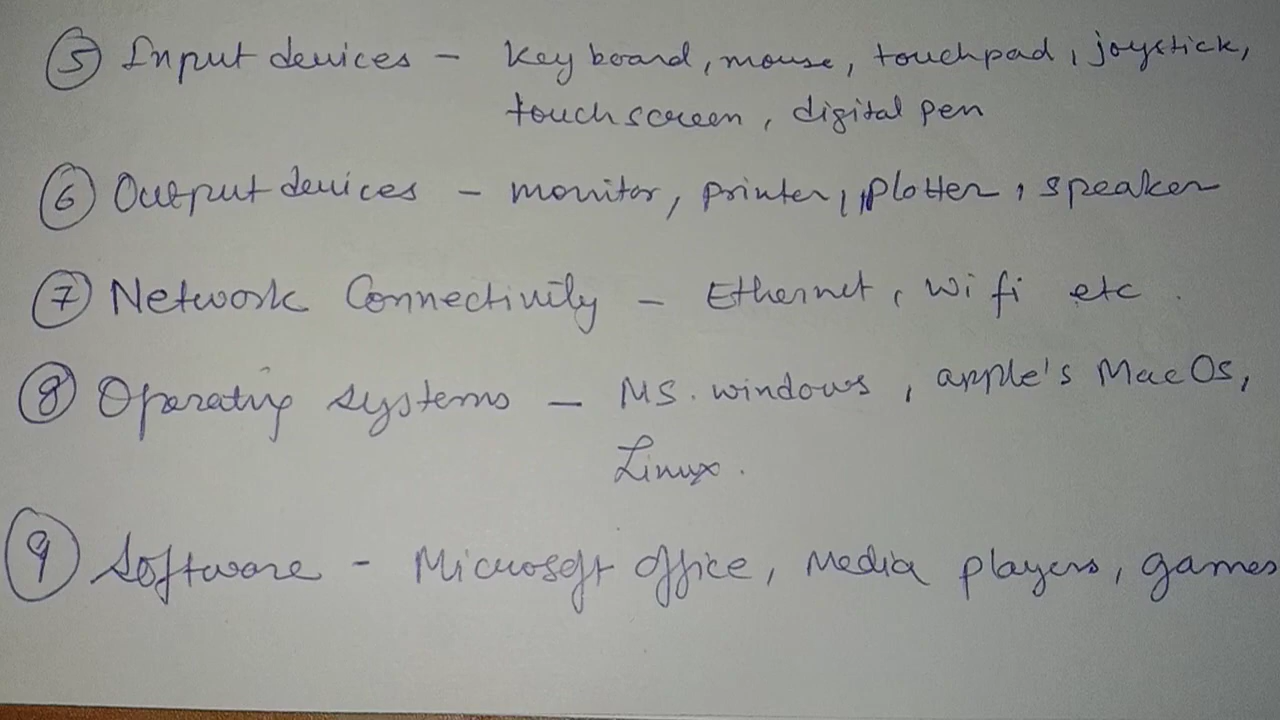 ⑤ Input devices - Keyboard, mouse, touchpad, joystick,
touchscreen, digital pen
⑥ Output devices - monitor, printer, plotter, speaker
⑦ Network Connectivity - Ethernet, Wifi etc.
⑧ Operating systems - MS. windows, apple's MacOs,
Linux.
⑨ Software - Microsoft office, Media players, games